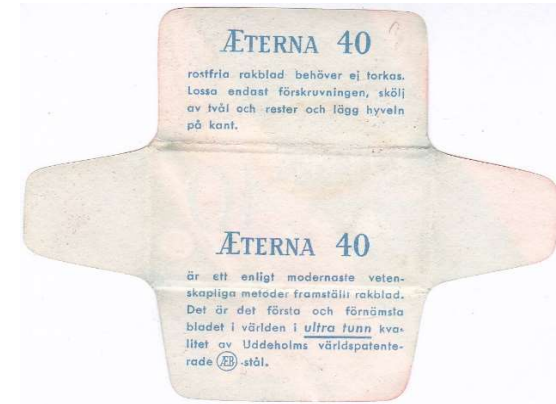 ÆTERNA 40
rostfria rakblad behöver ej torkas.
Lossa endast förskruvningen, skölj
av tvål och rester och lägg hyveln
på kant.
ÆTERNA 40
är ett enligt modernaste veten-
skapliga metoder framställt rakblad.
Det är det första och förnämsta
bladet i världen i ultra tunn kva-
litet av Uddeholms världspatente-
rade ÆB -stål.